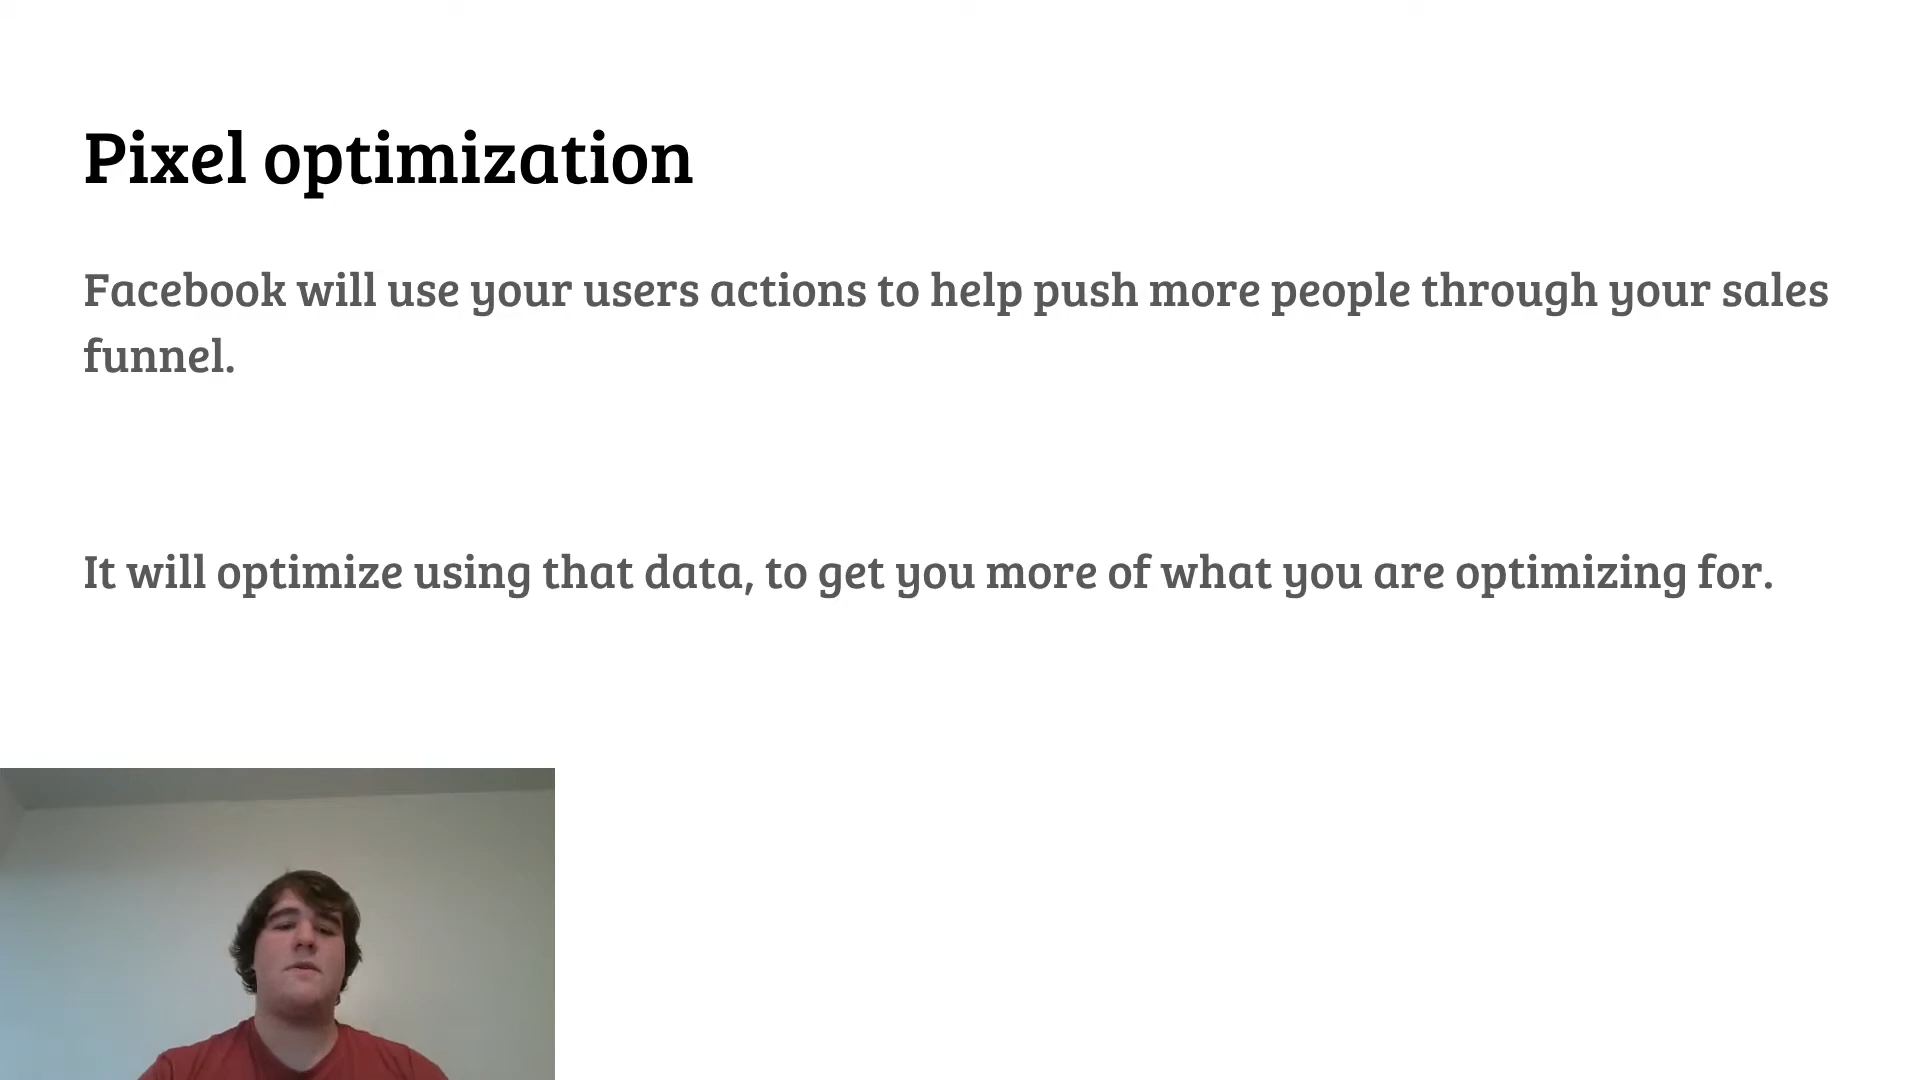 Pixel optimization
Facebook will use your users actions to help push more people through your sales
funnel.
It will optimize using that data, to get you more of what you are optimizing for.